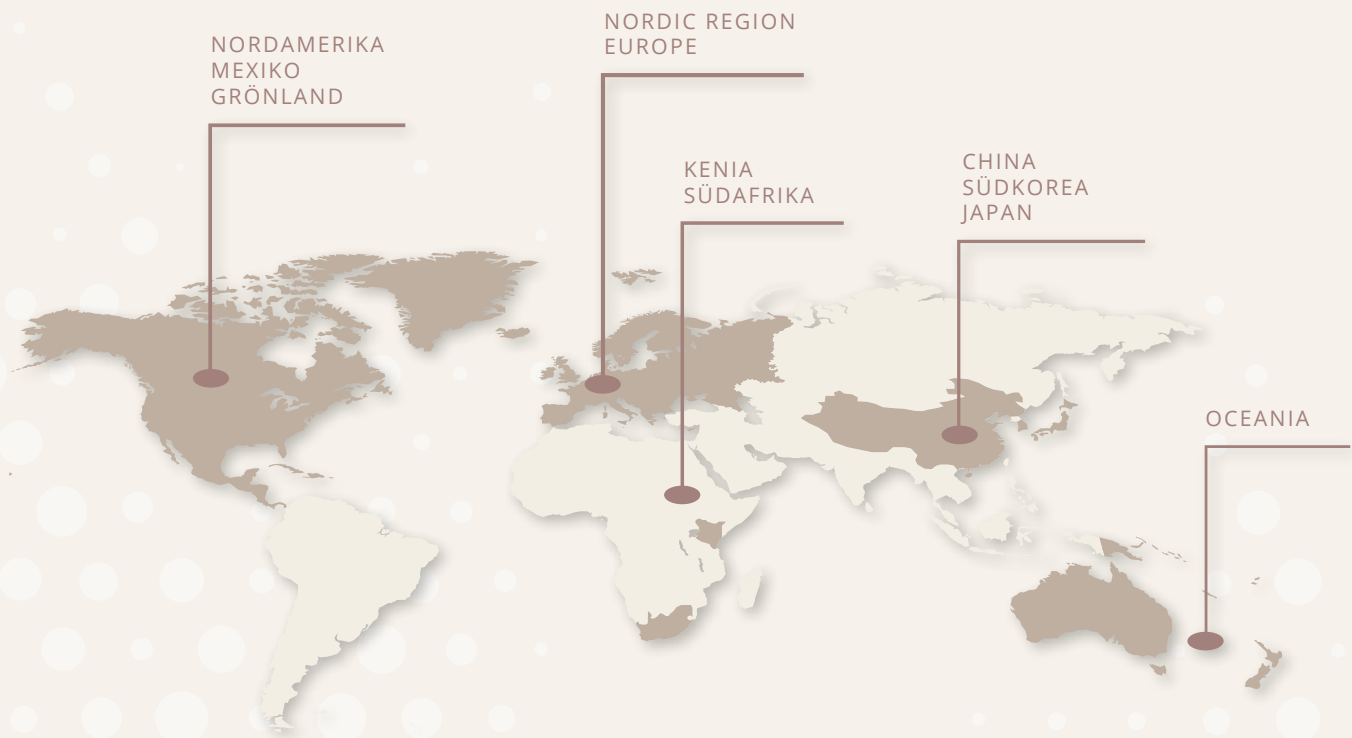 NORDAMERIKA
MEXIKO
GRÖNLAND
NORDIC REGION
EUROPE
KENIA
SÜDAFRIKA
CHINA
SÜDKOREA
JAPAN
OCEANIA